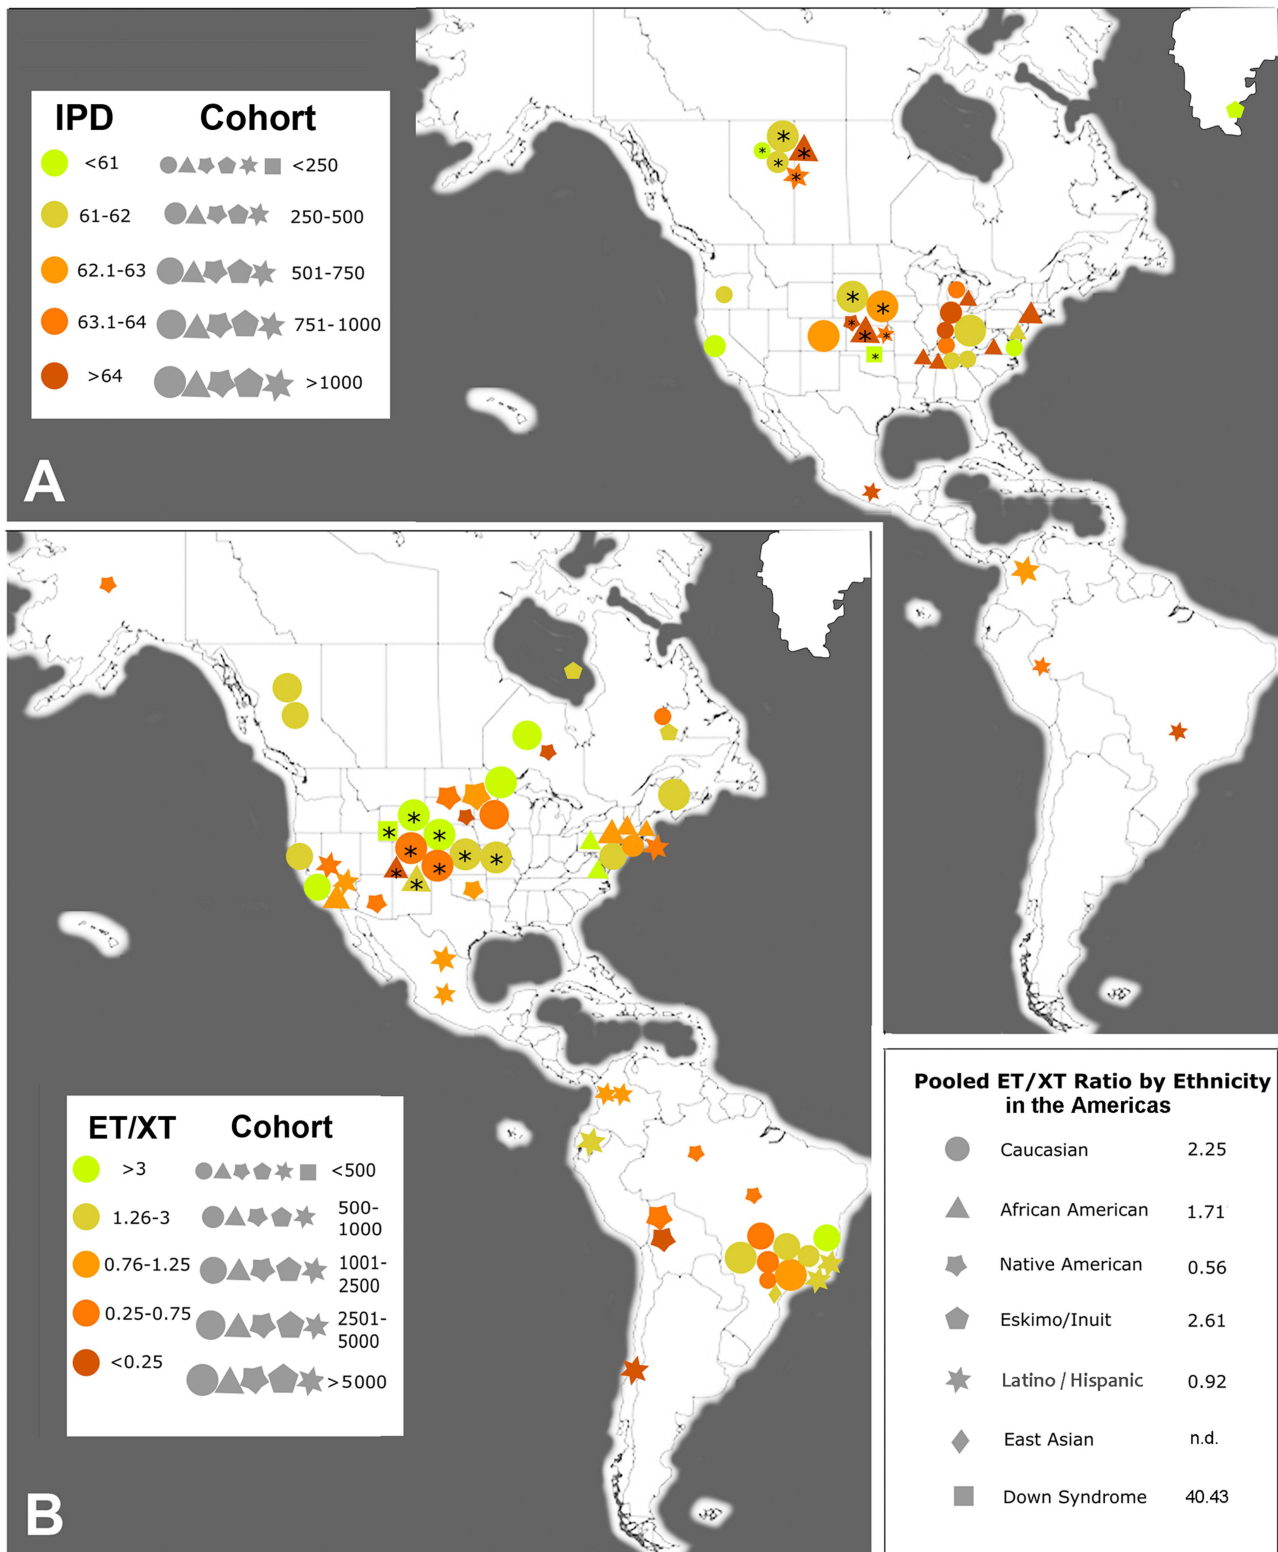 IPD Cohort
<61 <250
61-62 250-500
62.1-63 501-750
63.1-64 751-1000
>64 >1000
A
ET/XT Cohort
>3 <500
1.26-3 500-
1000
0.76-1.25 1001-
2500
0.25-0.75 2501-
5000
<0.25 >5000
B
Pooled ET/XT Ratio by Ethnicity
in the Americas
Caucasian 2.25
African American 1.71
Native American 0.56
Eskimo/Inuit 2.61
Latino / Hispanic 0.92
East Asian n.d.
Down Syndrome 40.43